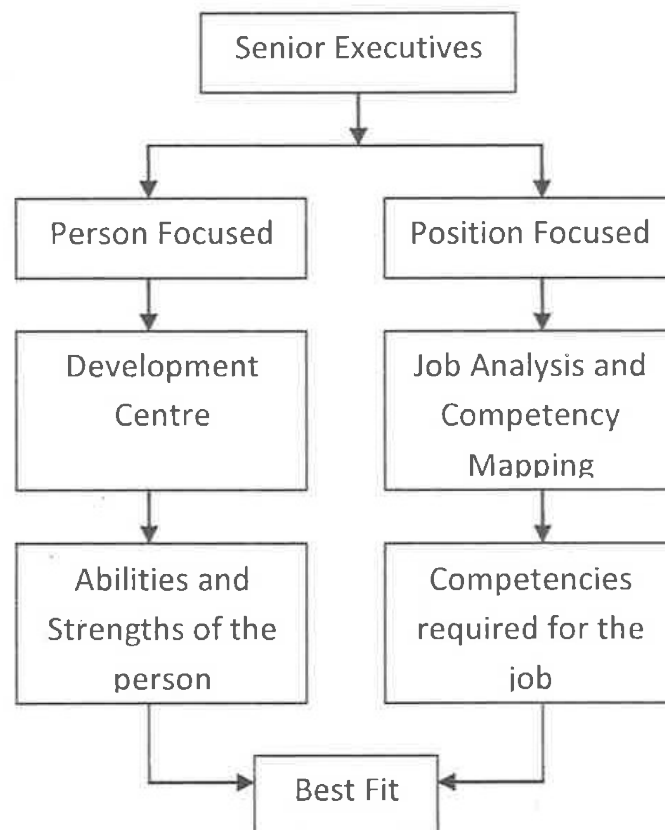 Senior Executives
Person Focused
Position Focused
Development
Centre
Job Analysis and
Competency
Mapping
Abilities and
Strengths of the
person
Competencies
required for the
job
Best Fit